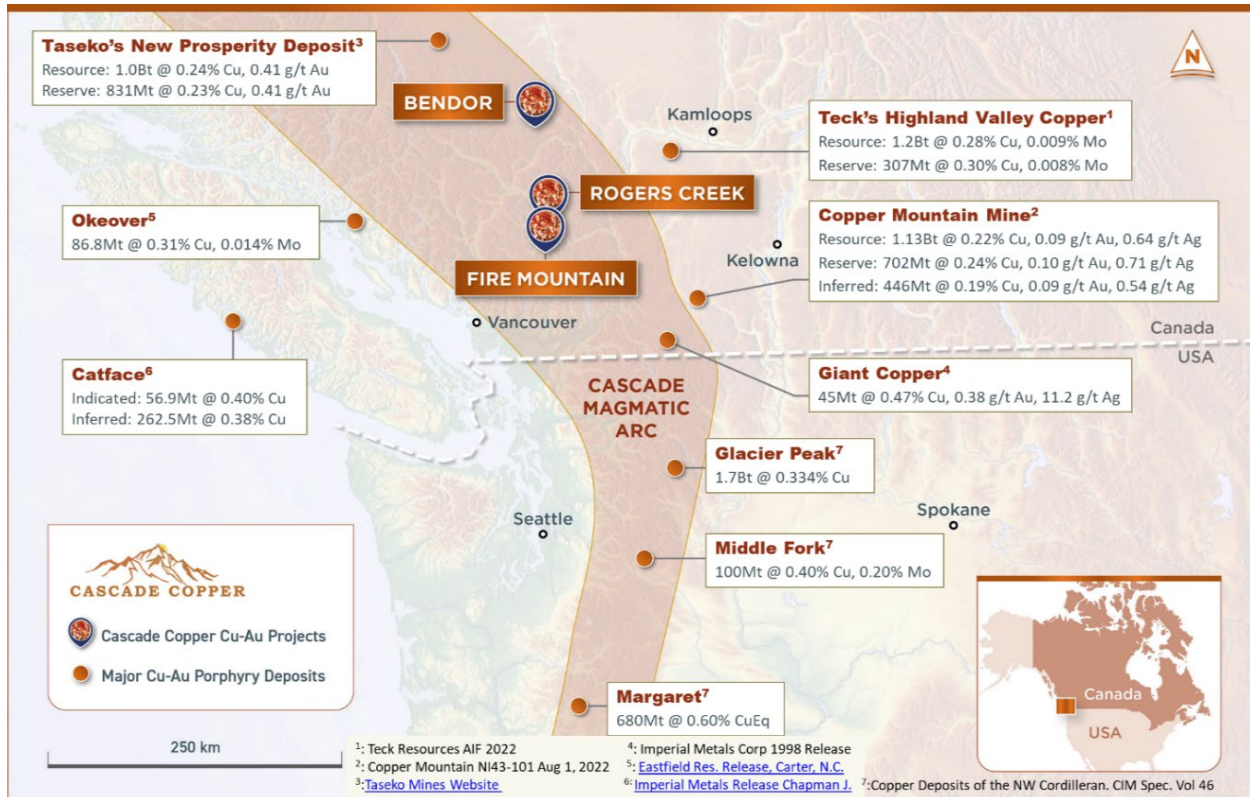 Taseko's New Prosperity Deposit³
Resource: 1.0Bt @ 0.24% Cu, 0.41 g/t Au
Reserve: 831Mt @ 0.23% Cu, 0.41 g/t Au
N
BENDOR
Kamloops
Teck's Highland Valley Copper¹
Resource: 1.2Bt @ 0.28% Cu, 0.009% Mo
Reserve: 307Mt @ 0.30% Cu, 0.008% Mo
ROGERS CREEK
Okeover⁵
86.8Mt @ 0.31% Cu, 0.014% Mo
Copper Mountain Mine²
Resource: 1.13Bt @ 0.22% Cu, 0.09 g/t Au, 0.64 g/t Ag
Reserve: 702Mt @ 0.24% Cu, 0.10 g/t Au, 0.71 g/t Ag
Inferred: 446Mt @ 0.19% Cu, 0.09 g/t Au, 0.54 g/t Ag
Kelowna
FIRE MOUNTAIN
Vancouver
Canada
USA
Catface⁶
Indicated: 56.9Mt @ 0.40% Cu
Inferred: 262.5Mt @ 0.38% Cu
Giant Copper⁴
45Mt @ 0.47% Cu, 0.38 g/t Au, 11.2 g/t Ag
CASCADE
MAGMATIC
ARC
Glacier Peak⁷
1.7Bt @ 0.334% Cu
Seattle
Spokane
Middle Fork⁷
100Mt @ 0.40% Cu, 0.20% Mo
CASCADE COPPER
Cascade Copper Cu-Au Projects
Major Cu-Au Porphyry Deposits
Margaret⁷
680Mt @ 0.60% CuEq
Canada
USA
250 km
¹: Teck Resources AIF 2022
²: Copper Mountain NI43-101 Aug 1, 2022
³:Taseko Mines Website
⁴: Imperial Metals Corp 1998 Release
⁵: Eastfield Res. Release, Carter, N.C.
⁶: Imperial Metals Release Chapman J.
⁷:Copper Deposits of the NW Cordilleran. CIM Spec. Vol 46